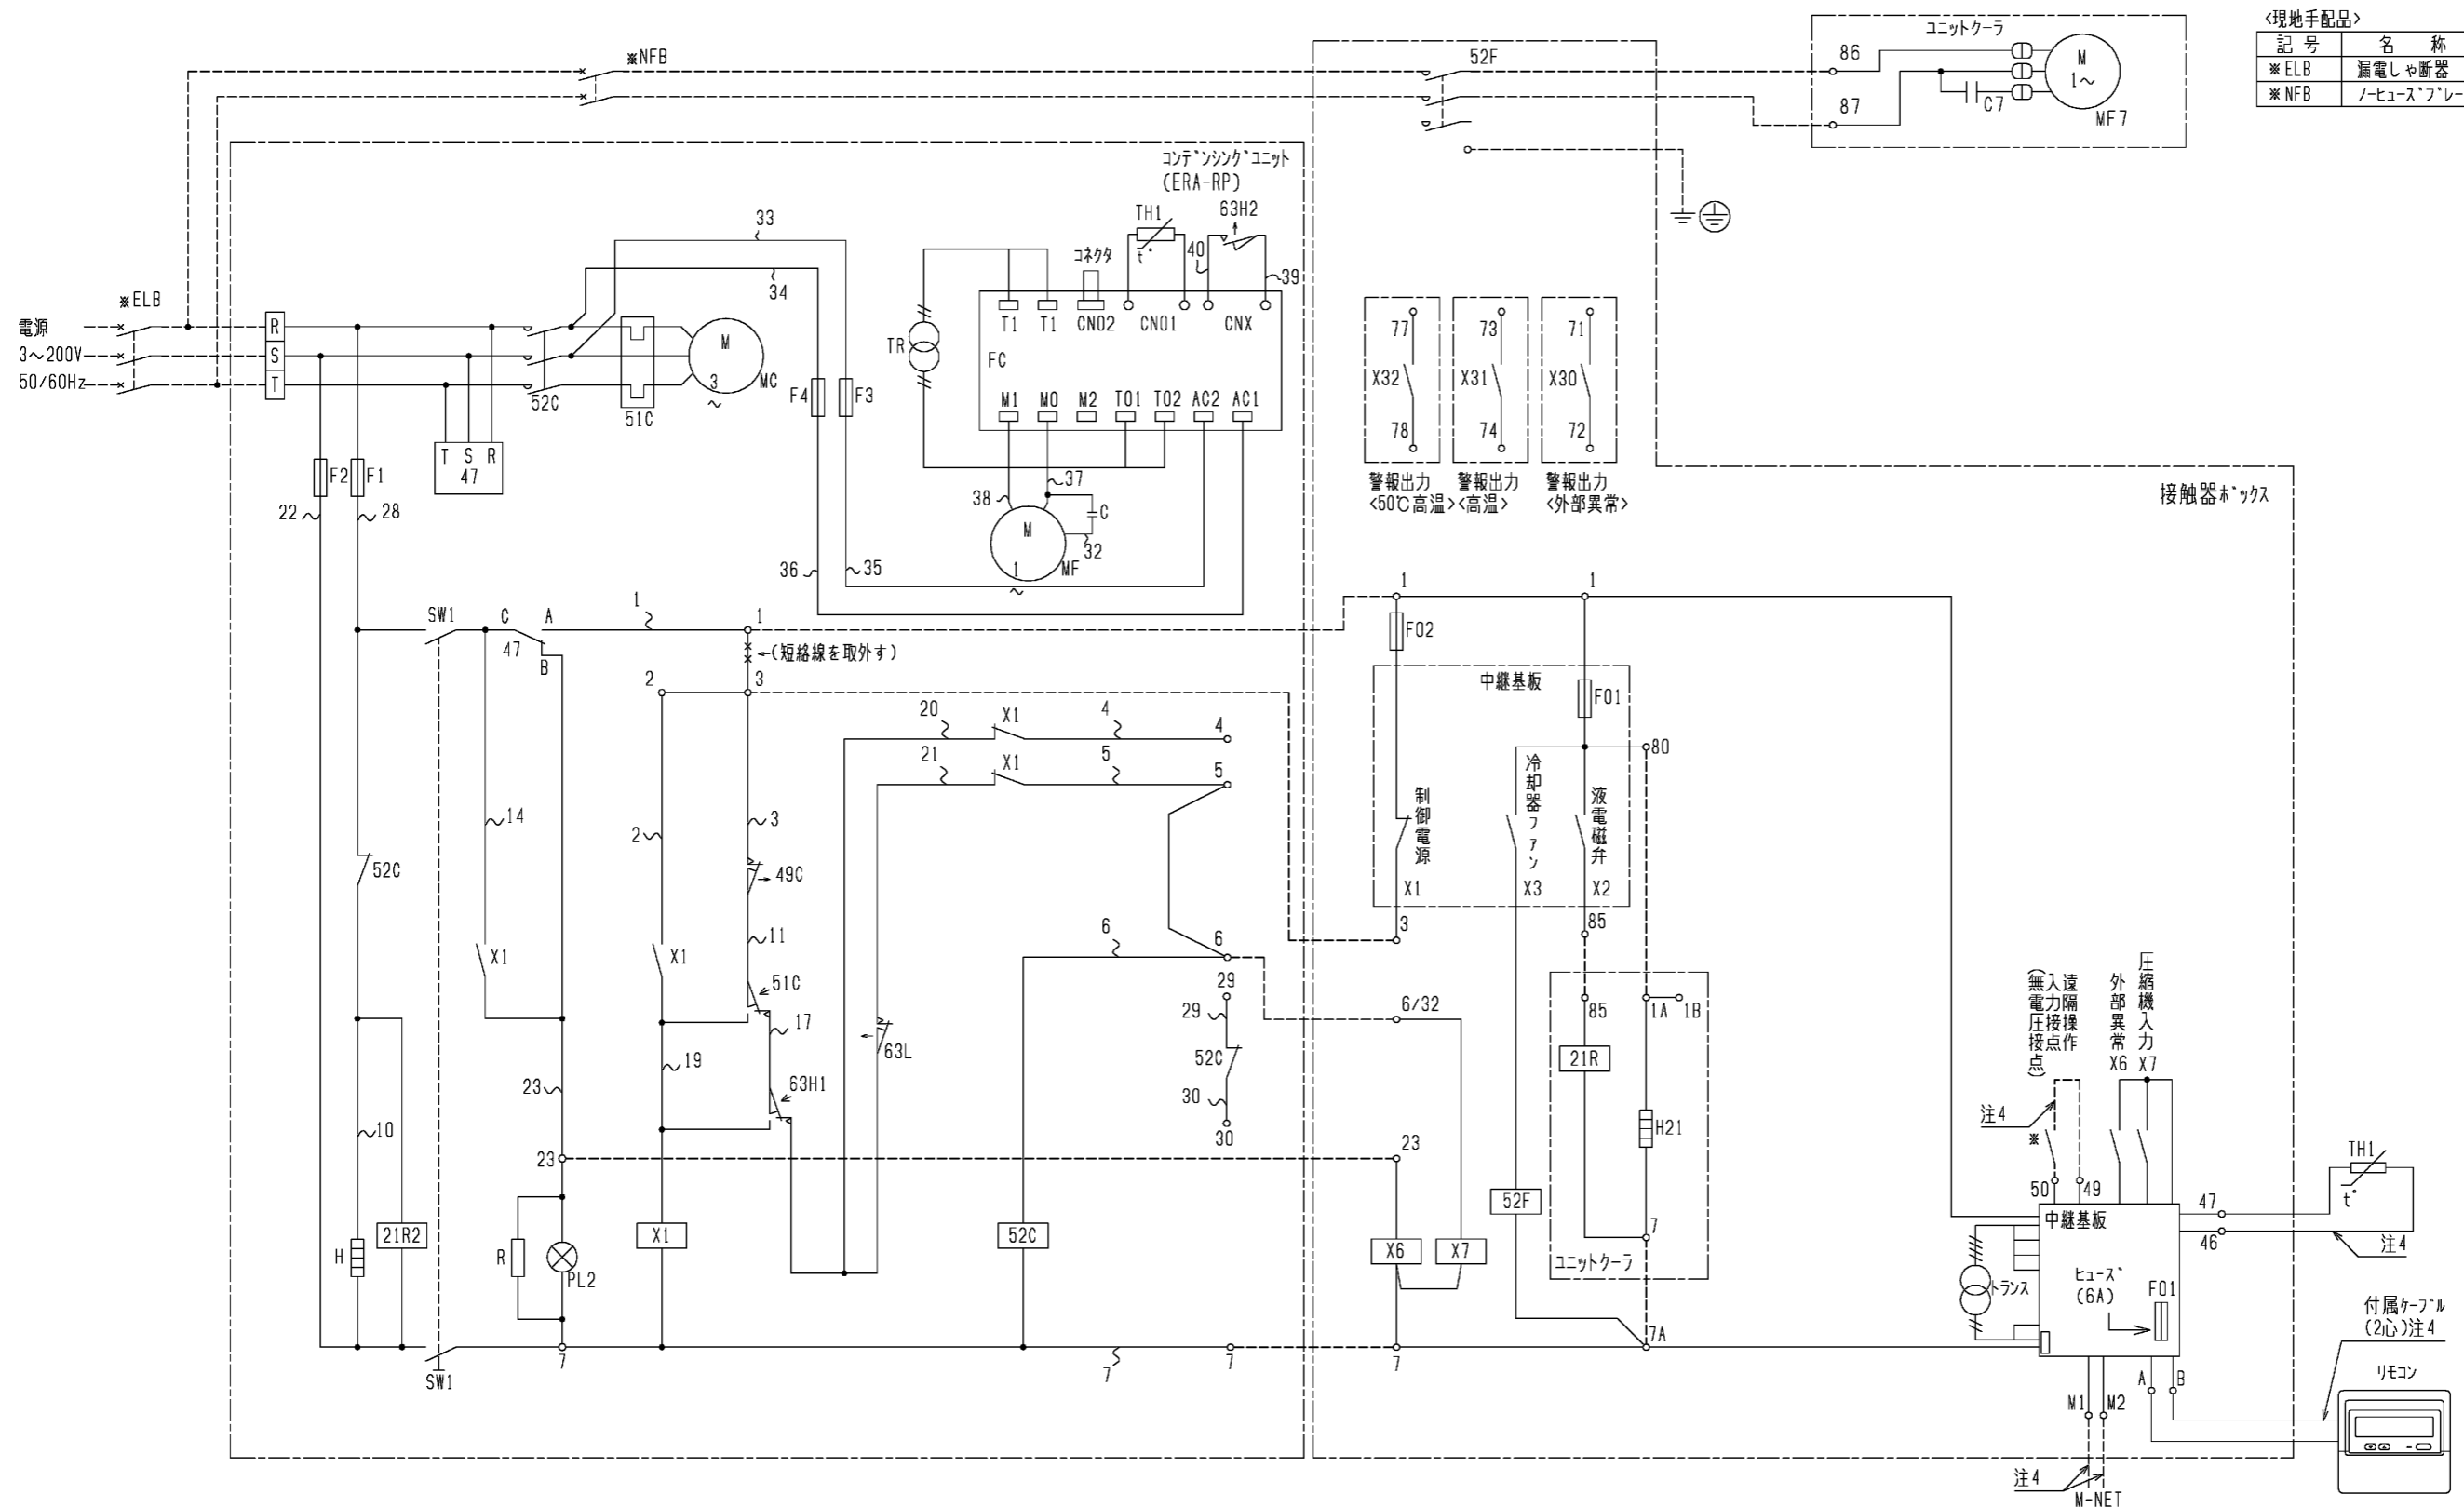 <現地手配品>
記号 名 称
※ELB 漏電しゃ断器
※NFB ノーヒューズブレー
ユニットクーラ
86
87
C7
M
1~
MF7
※NFB
52F
コンデンシングユニット
(ERA-RP)
33
34
TH1
t°
63H2
40
39
コネクタ
※ELB
電源
3~200V
50/60Hz
R
S
T
52C
51C
M
3
~
MC
F4
F3
TR
T1 T1 CN02 CN01 CNX
FC
M1 M0 M2 T01 T02 AC2 AC1
T S R
47
F2
F1
22
28
38
37
C
32
M
1
~
MF
36
35
77
X32
78
警報出力
<50℃高温>
73
X31
74
警報出力
<高温>
71
X30
72
警報出力
<外部異常>
接触器ボックス
SW1
C
A
47
B
1
1
←(短絡線を取外す)
2
3
1
1
F02
中継基板
F01
80
20
X1
4
4
21
X1
5
5
制御電源
X1
冷却器ファン
X3
液電磁弁
X2
14
2
3
49C
52C
X1
X1
11
51C
17
63L
6
6
3
85
29
29
52C
30
30
6/32
85
1A
1B
21R
H21
19
63H1
23
10
23
23
H
21R2
R
PL2
X1
52C
X6
X7
52F
7
ユニットクーラ
7A
SW1
7
7
7
7
遠隔操作
入力接点
(無電圧接点)
外部異常
X6
圧縮機入力
X7
注4
※
50
49
TH1
t°
47
46
注4
中継基板
トランス
ヒューズ
(6A)
F01
付属ケーブル
(2心)注4
リモコン
A
B
M1
M2
注4
M-NET